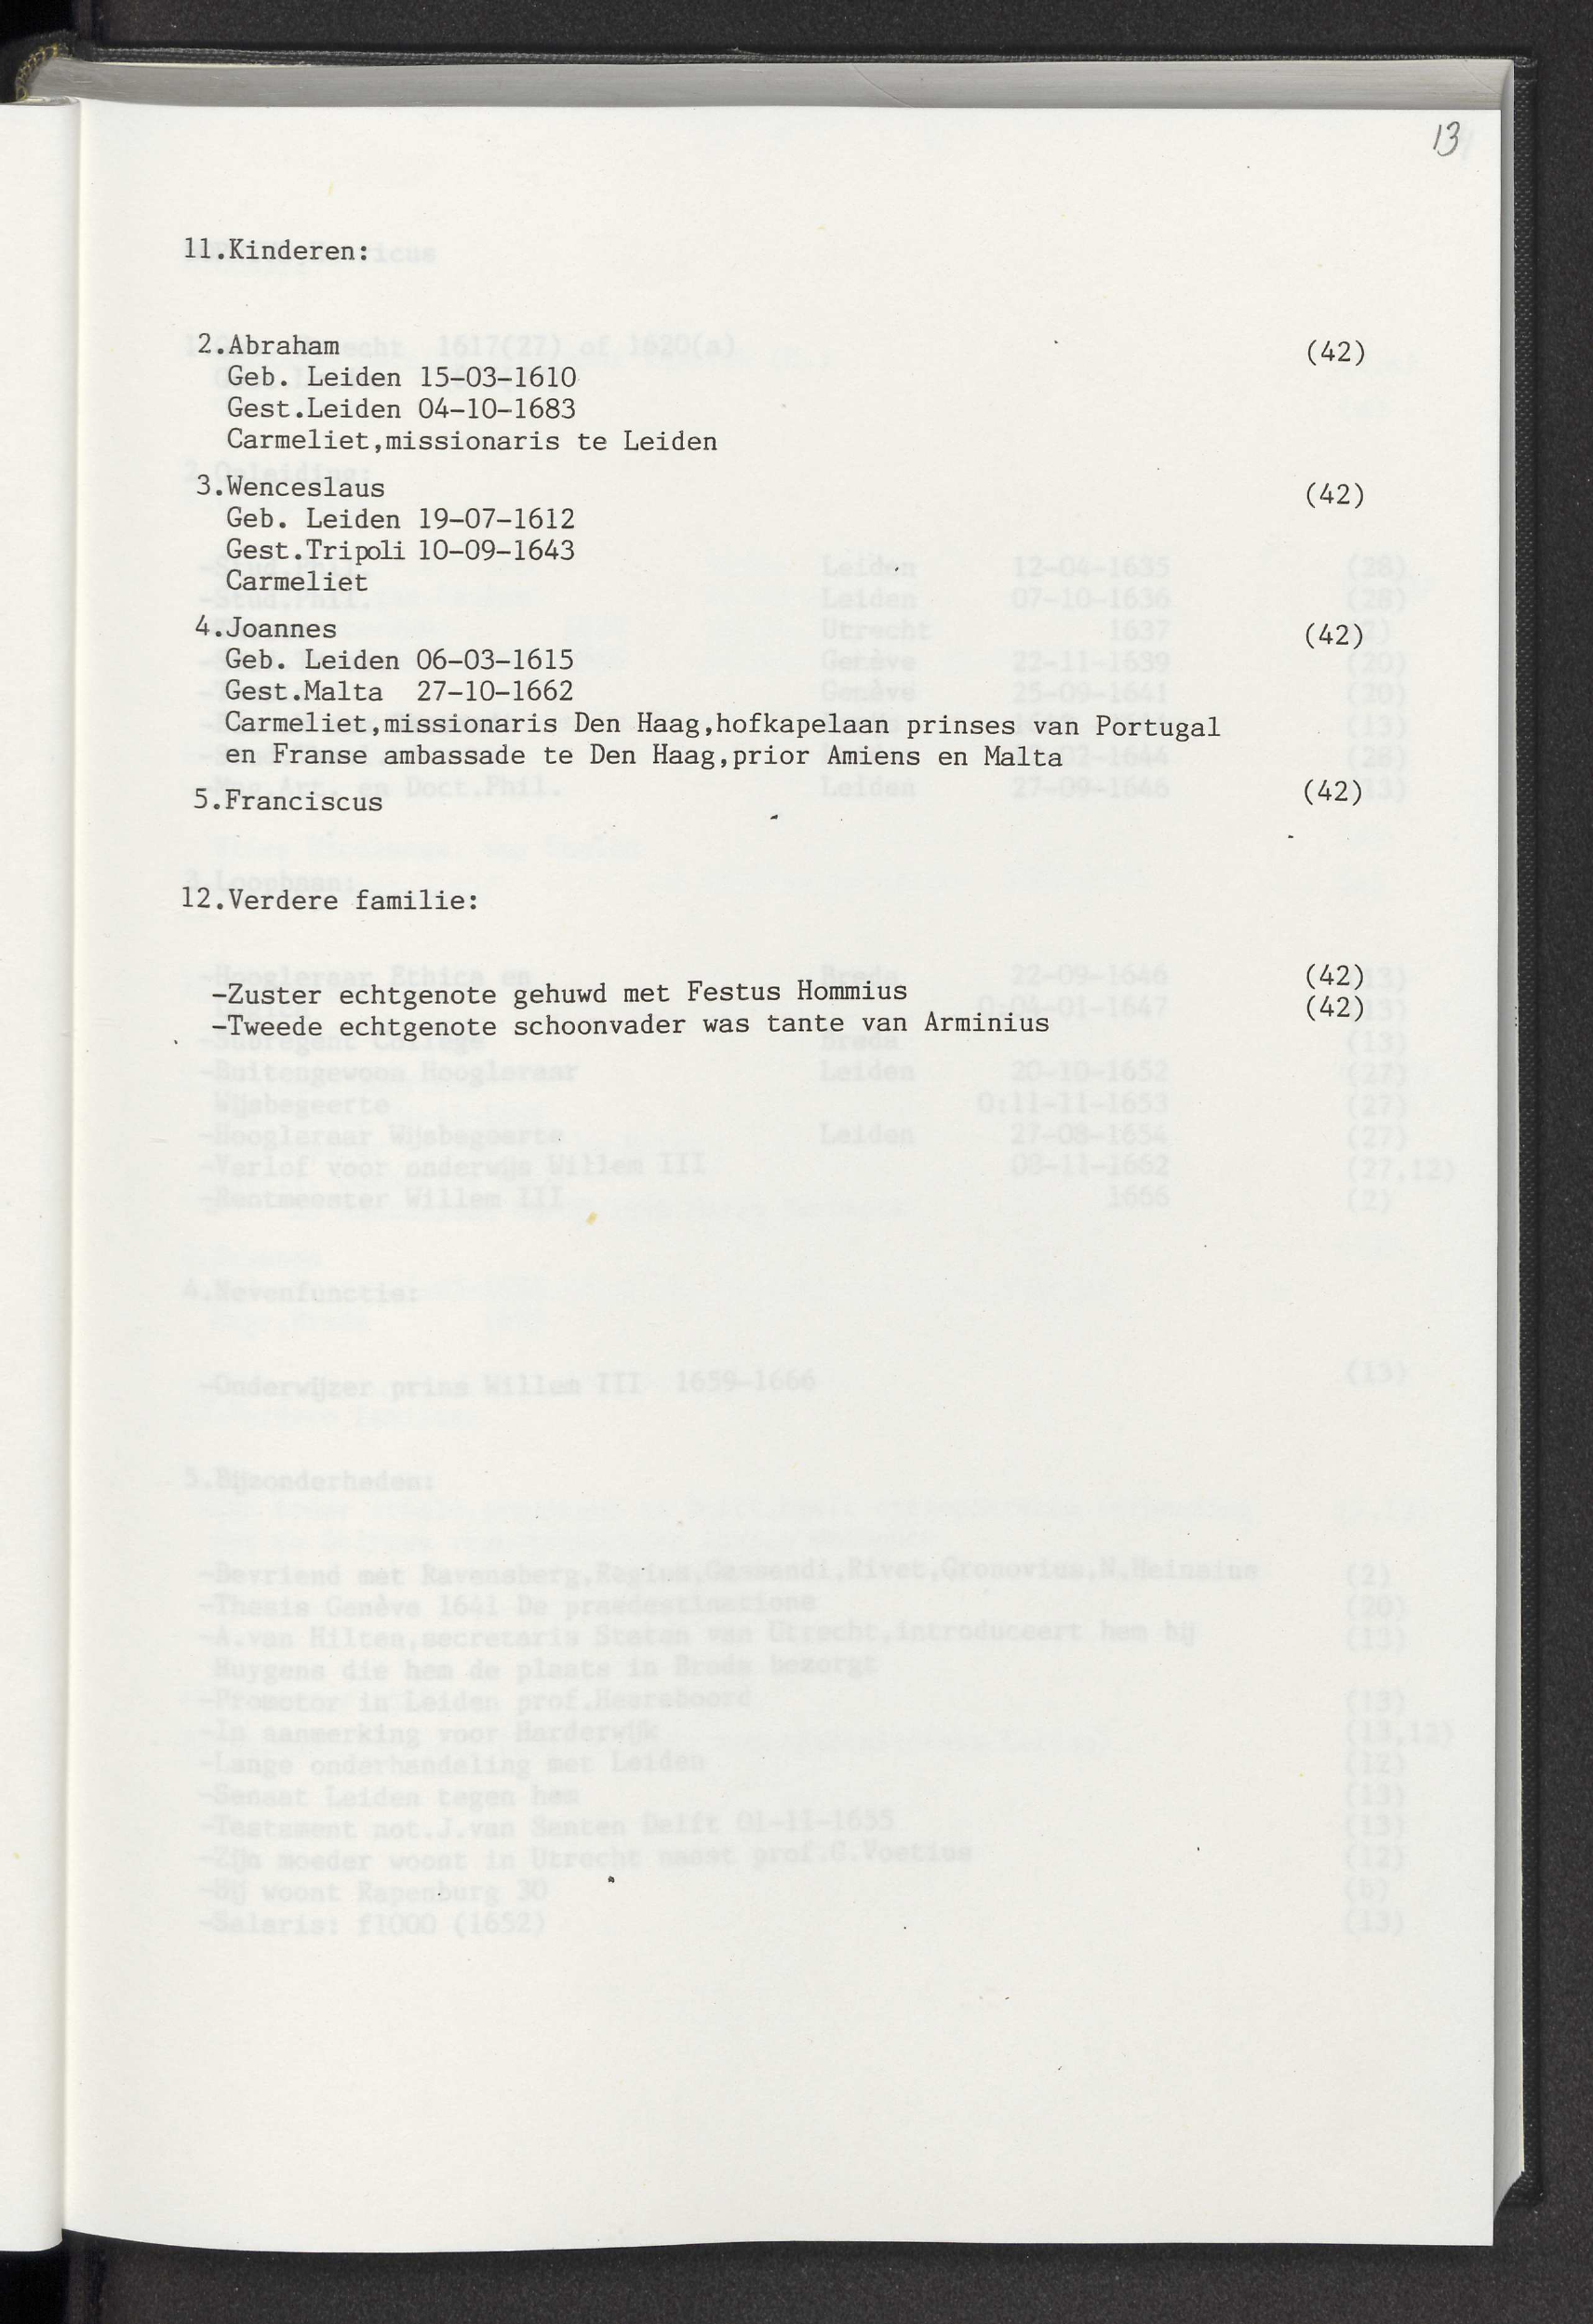 13
11.Kinderen:
2.Abraham (42)
Geb. Leiden 15-03-1610
Gest.Leiden 04-10-1683
Carmeliet,missionaris te Leiden
3.Wenceslaus (42)
Geb. Leiden 19-07-1612
Gest.Tripoli 10-09-1643
Carmeliet
4.Joannes (42)
Geb. Leiden 06-03-1615
Gest.Malta 27-10-1662
Carmeliet,missionaris Den Haag,hofkapelaan prinses van Portugal
en Franse ambassade te Den Haag,prior Amiens en Malta
5.Franciscus (42)
12.Verdere familie:
-Zuster echtgenote gehuwd met Festus Hommius (42)
-Tweede echtgenote schoonvader was tante van Arminius (42)